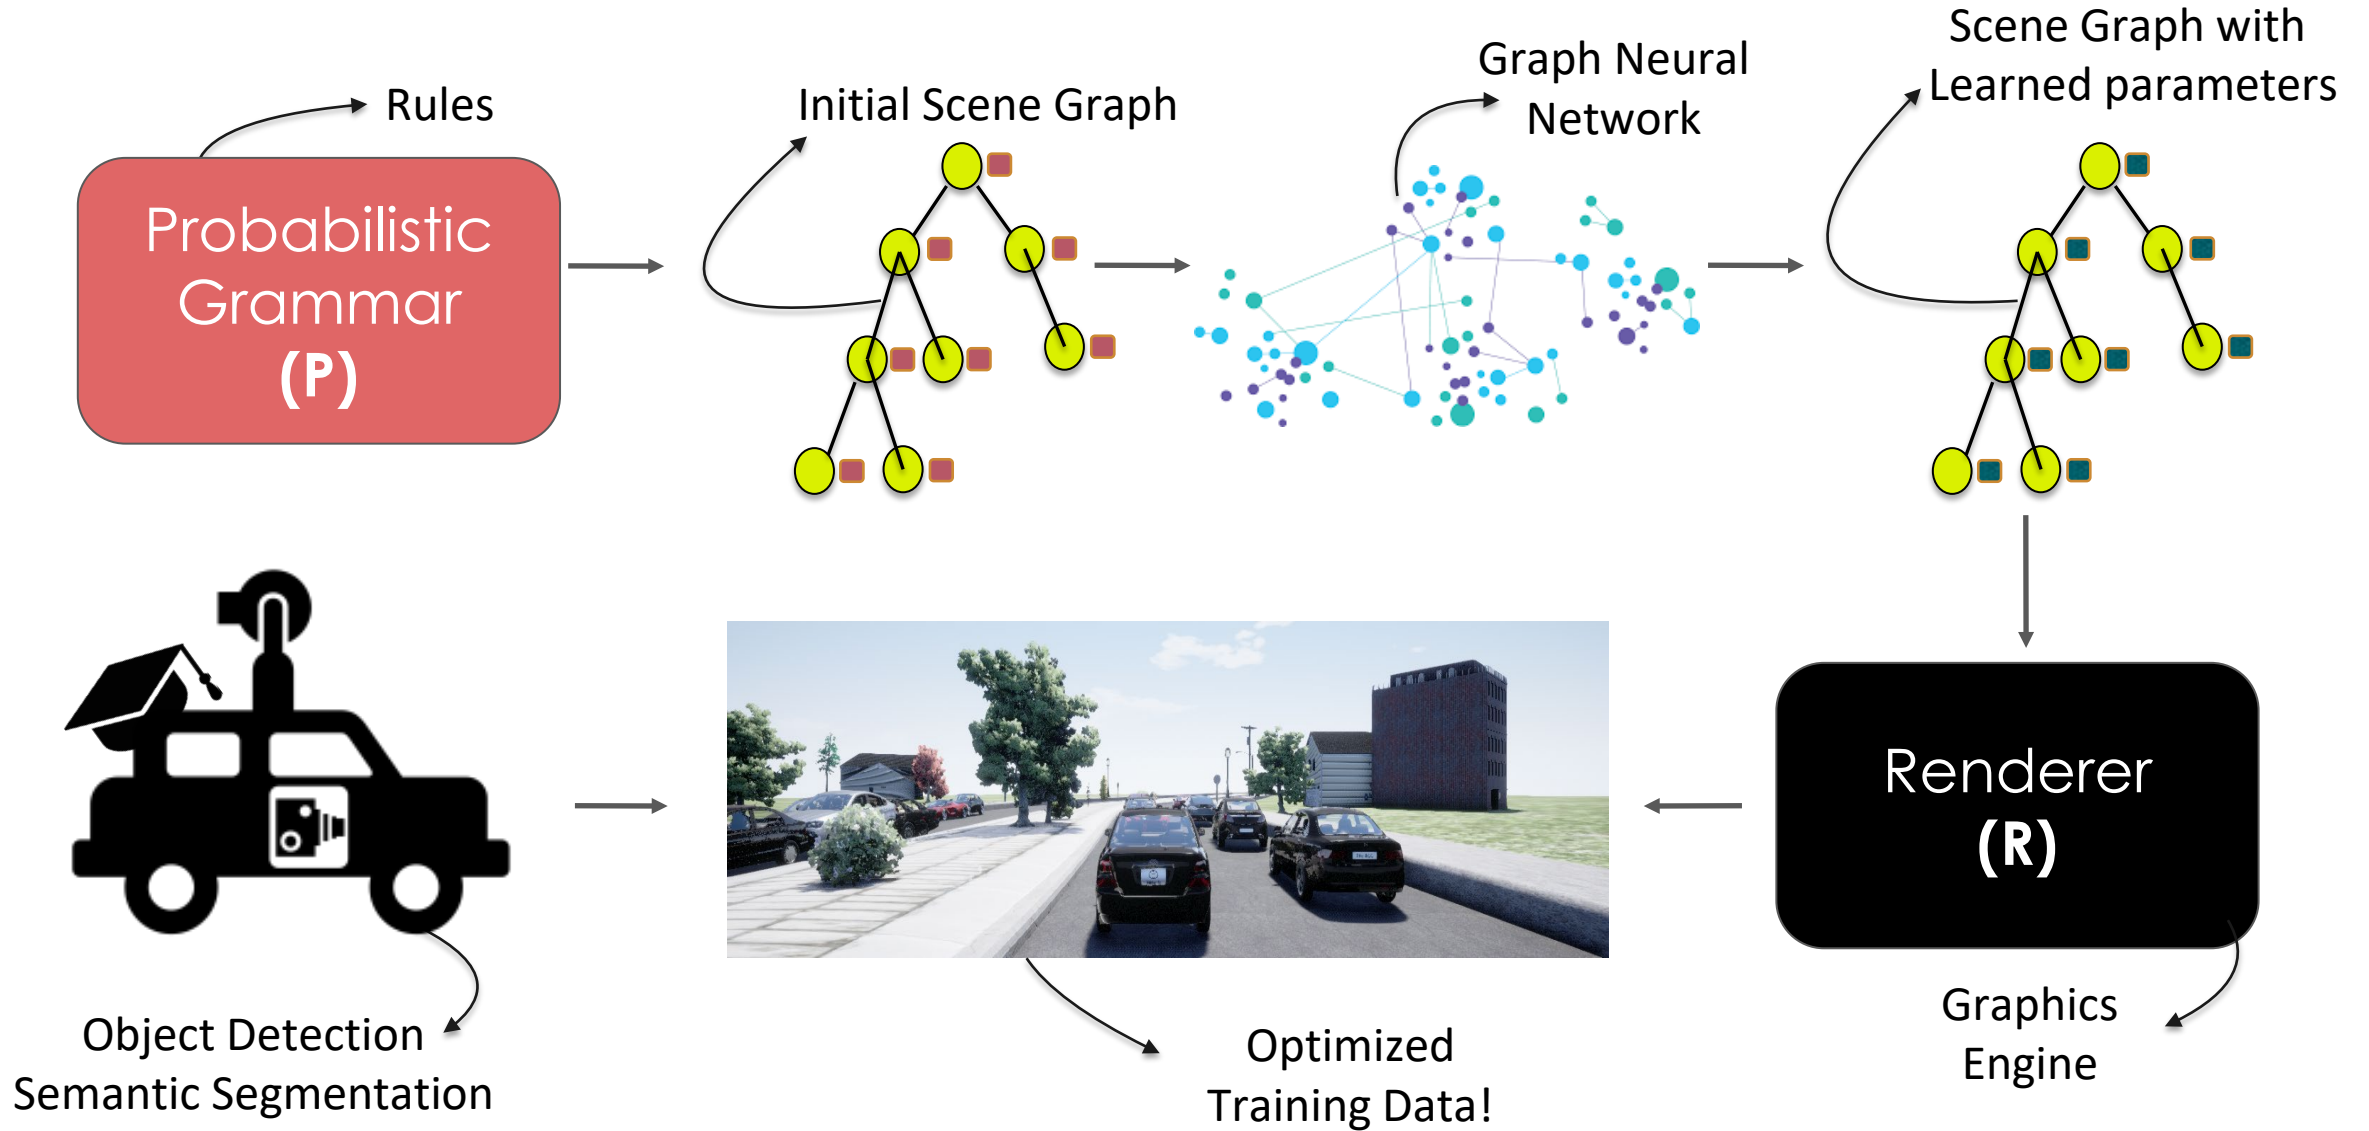 Rules
Probabilistic
Grammar
(P)
Initial Scene Graph
Graph Neural
Network
Scene Graph with
Learned parameters
Renderer
(R)
Graphics
Engine
Optimized
Training Data!
Object Detection
Semantic Segmentation